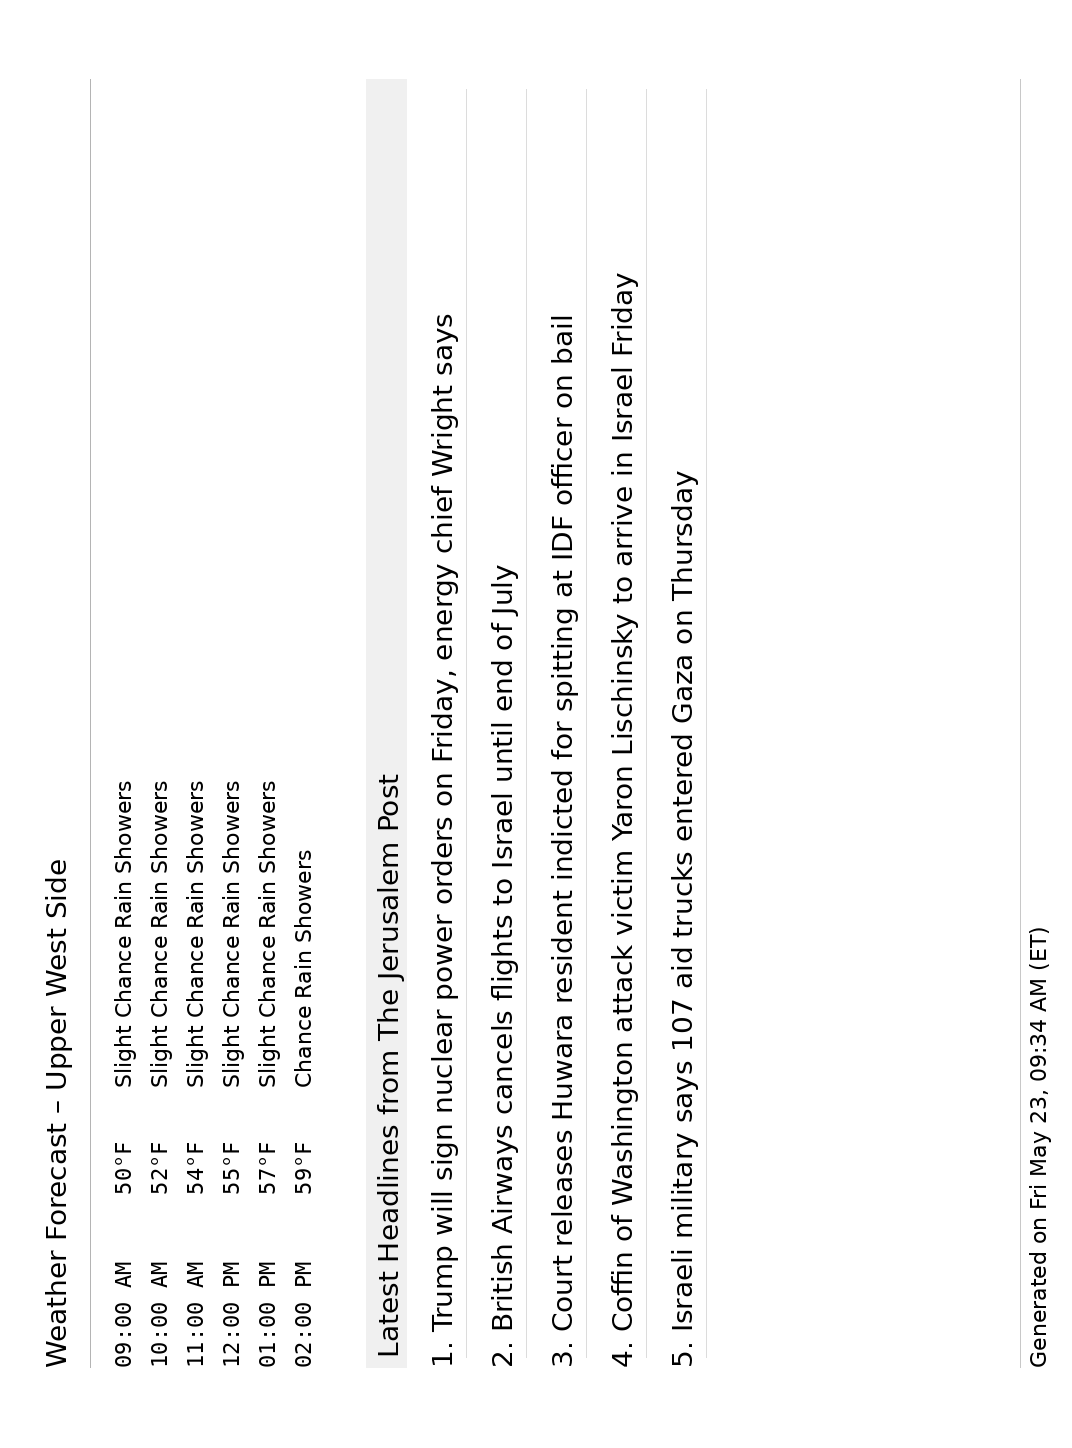 Weather Forecast – Upper West Side
09:00 AM 50°F Slight Chance Rain Showers
10:00 AM 52°F Slight Chance Rain Showers
11:00 AM 54°F Slight Chance Rain Showers
12:00 PM 55°F Slight Chance Rain Showers
01:00 PM 57°F Slight Chance Rain Showers
02:00 PM 59°F Chance Rain Showers
Latest Headlines from The Jerusalem Post
1. Trump will sign nuclear power orders on Friday, energy chief Wright says
2. British Airways cancels flights to Israel until end of July
3. Court releases Huwara resident indicted for spitting at IDF officer on bail
4. Coffin of Washington attack victim Yaron Lischinsky to arrive in Israel Friday
5. Israeli military says 107 aid trucks entered Gaza on Thursday
Generated on Fri May 23, 09:34 AM (ET)